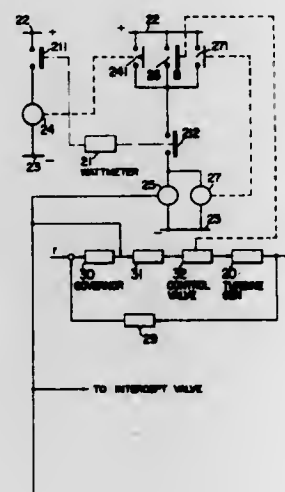 22 + + 22
211 241 26 271
24
23 −
212
21
WATTMETER
25 27
− 23
r
30 31 32 20
GOVERNOR CONTROL VALVE TURBINE GEN
29
TO INTERCEPT VALVE